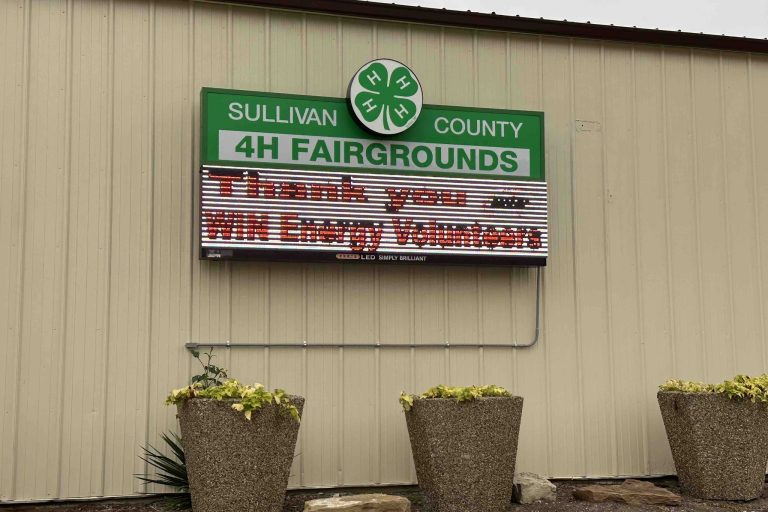 H H
H H
SULLIVAN COUNTY
4H FAIRGROUNDS
Thank you
WIN Energy Volunteers
LED SIMPLY BRILLIANT